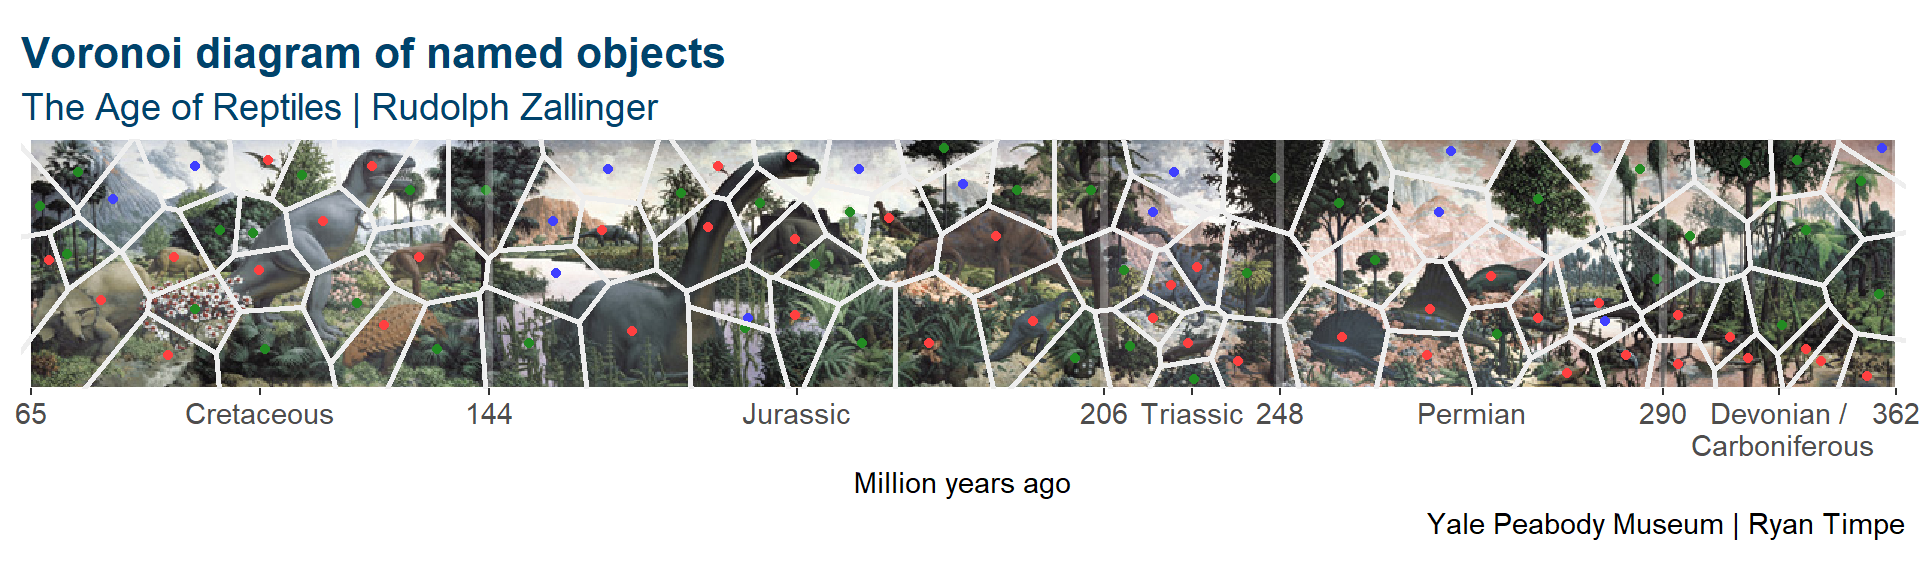 Voronoi diagram of named objects
The Age of Reptiles | Rudolph Zallinger
65 Cretaceous 144 Jurassic 206 Triassic 248 Permian 290 Devonian / 362
Carboniferous
Million years ago
Yale Peabody Museum | Ryan Timpe